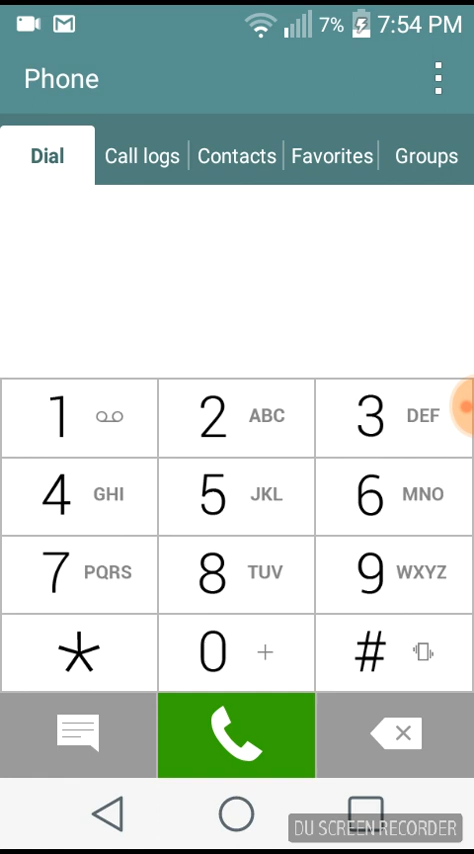 7% 7:54 PM
Phone
Dial Call logs Contacts Favorites Groups
1 2 ABC 3 DEF
4 GHI 5 JKL 6 MNO
7 PQRS 8 TUV 9 WXYZ
* 0 + #
DU SCREEN RECORDER